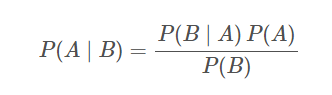 P(A | B) = P(B | A) P(A) / P(B)